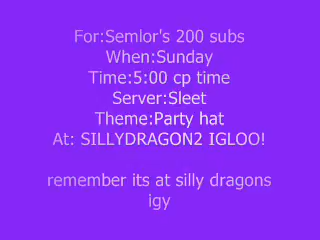 For:Semlor's 200 subs
When:Sunday
Time:5:00 cp time
Server:Sleet
Theme:Party hat
At: SILLYDRAGON2 IGLOO!
remember its at silly dragons
igy